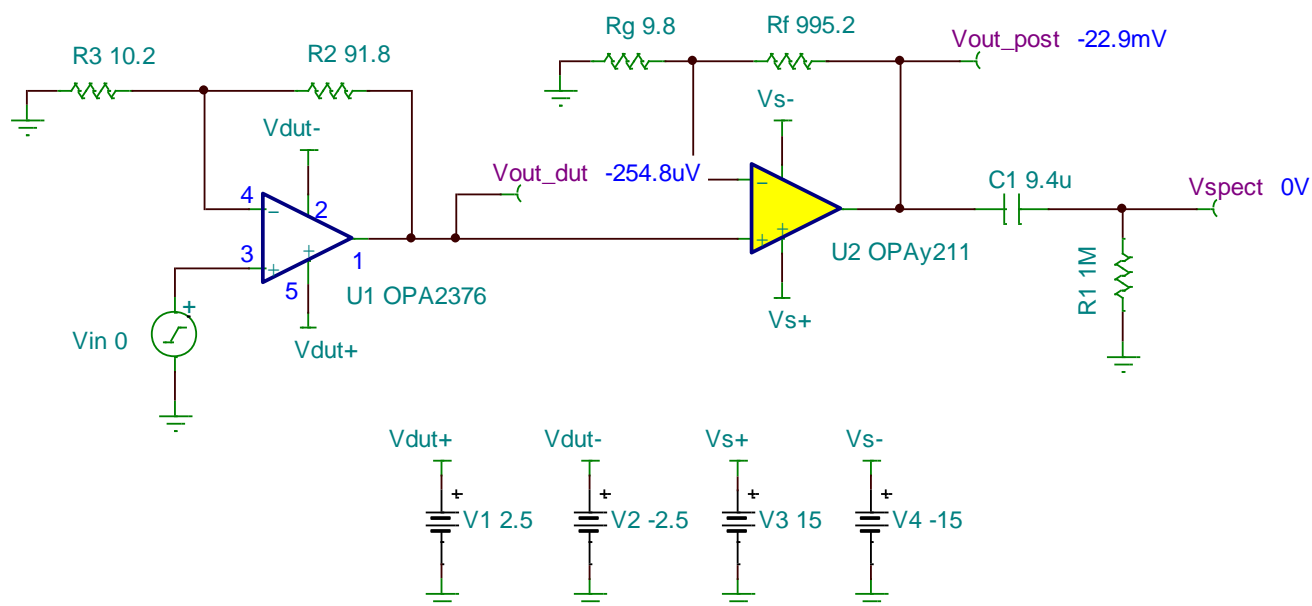 Rg 9.8
Rf 995.2
Vout_post -22.9mV
R3 10.2
R2 91.8
Vs-
Vdut-
Vout_dut -254.8uV
C1 9.4u
Vspect 0V
4
2
3
1
5
U1 OPA2376
U2 OPAy211
R1 1M
Vs+
Vin 0
Vdut+
Vdut+
Vdut-
Vs+
Vs-
V1 2.5
V2 -2.5
V3 15
V4 -15